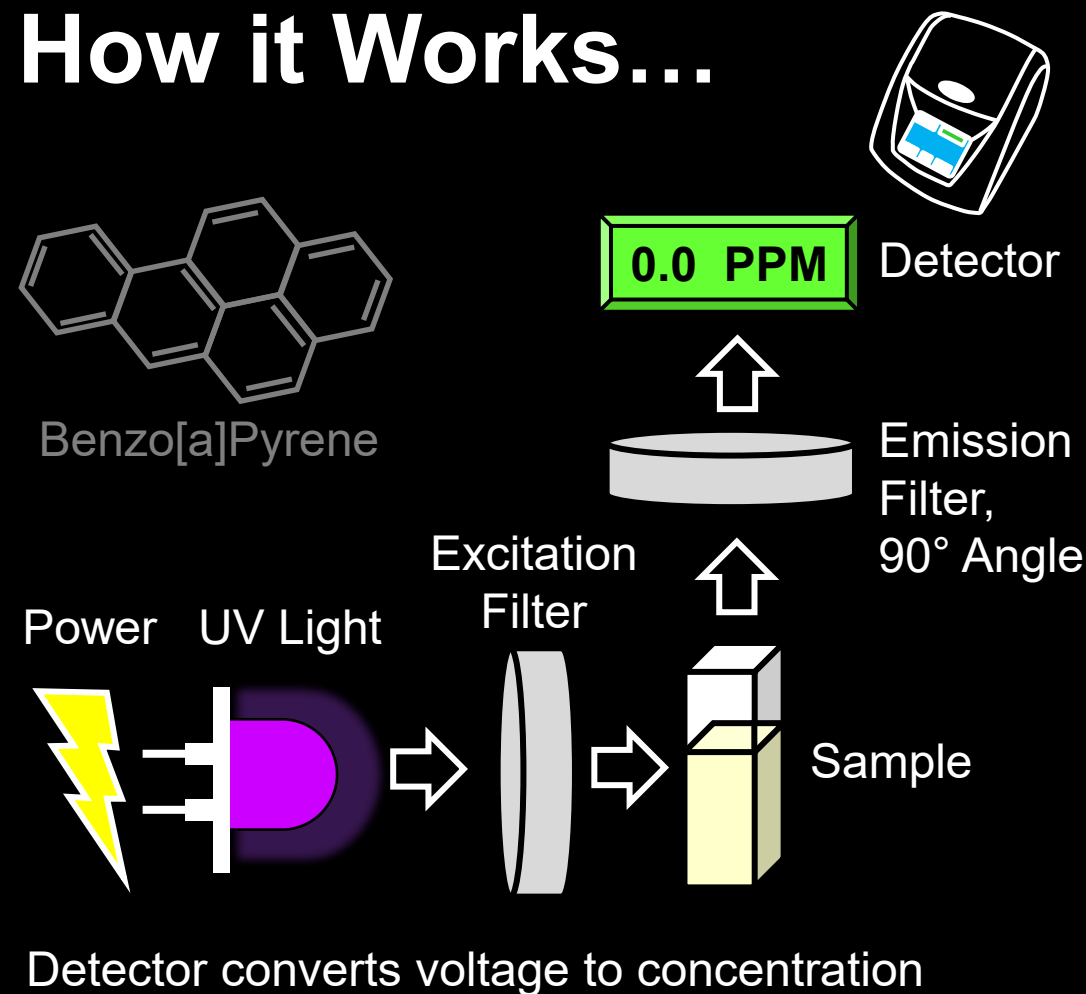 How it Works…
0.0 PPM
Detector
Benzo[a]Pyrene
Emission
Filter,
90° Angle
Excitation
Filter
Power
UV Light
Sample
Detector converts voltage to concentration